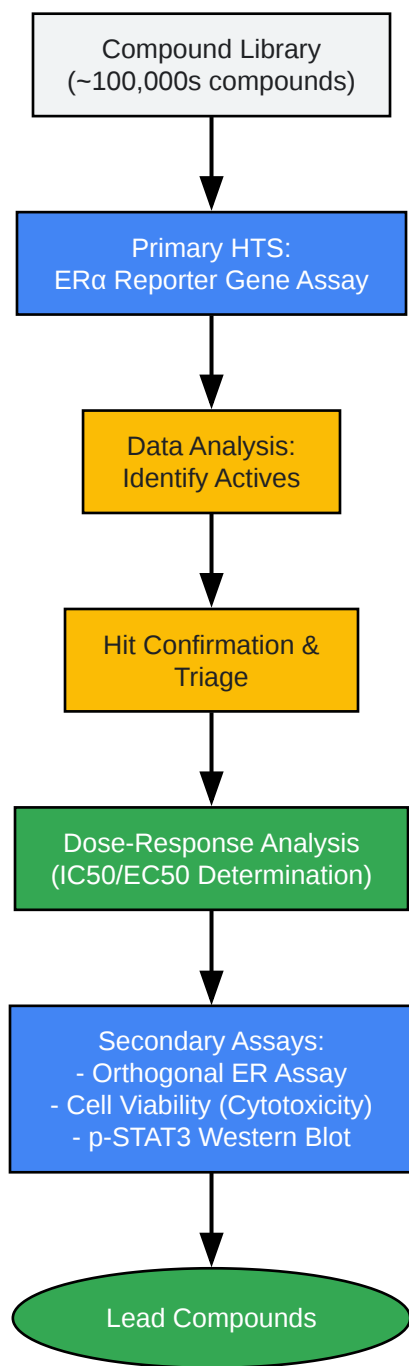 Compound Library
(~100,000s compounds)
Primary HTS:
ERα Reporter Gene Assay
Data Analysis:
Identify Actives
Hit Confirmation &
Triage
Dose-Response Analysis
(IC50/EC50 Determination)
Secondary Assays:
- Orthogonal ER Assay
- Cell Viability (Cytotoxicity)
- p-STAT3 Western Blot
Lead Compounds